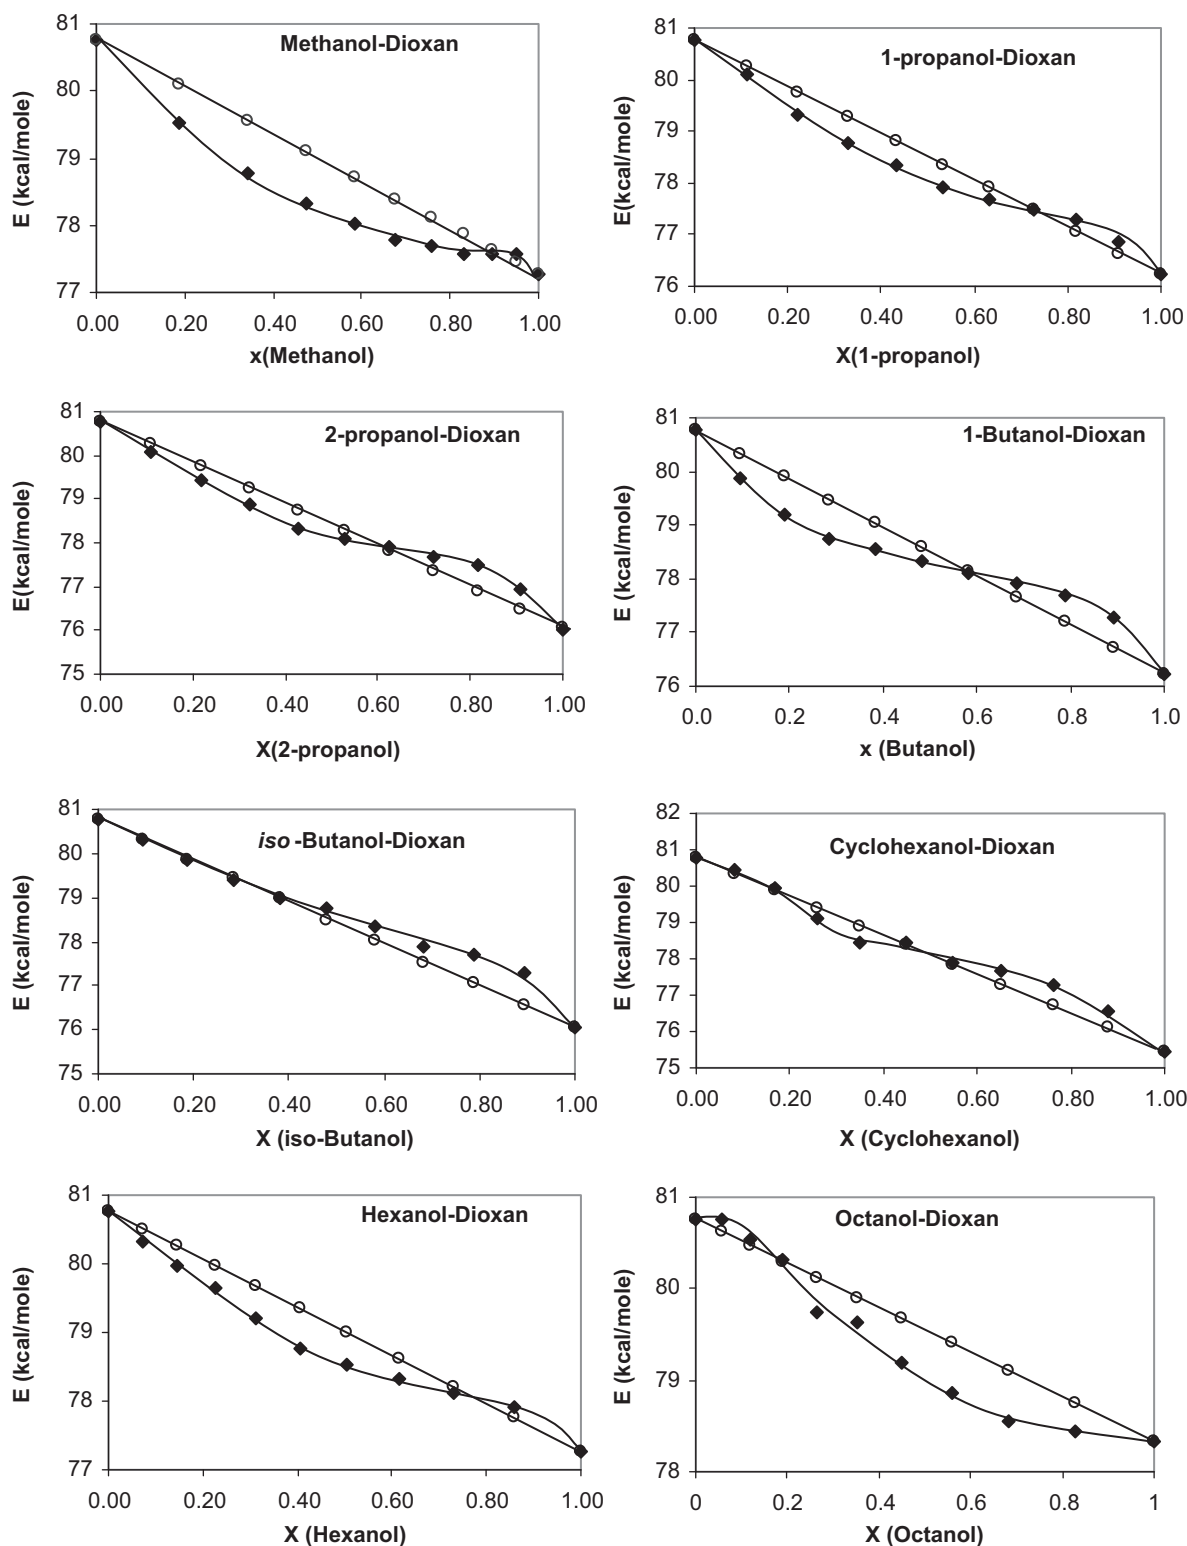 Methanol-Dioxan
E (kcal/mole)
81
80
79
78
77
0.00 0.20 0.40 0.60 0.80 1.00
x(Methanol)
1-propanol-Dioxan
E(kcal/mole)
81
80
79
78
77
76
0.00 0.20 0.40 0.60 0.80 1.00
X(1-propanol)
2-propanol-Dioxan
E(kcal/mole)
81
80
79
78
77
76
75
0.00 0.20 0.40 0.60 0.80 1.00
X(2-propanol)
1-Butanol-Dioxan
E (kcal/mole)
81
80
79
78
77
76
0.0 0.2 0.4 0.6 0.8 1.0
x (Butanol)
iso -Butanol-Dioxan
E (kcal/mole)
81
80
79
78
77
76
75
0.00 0.20 0.40 0.60 0.80 1.00
X (iso-Butanol)
Cyclohexanol-Dioxan
E (kcal/mole)
82
81
80
79
78
77
76
75
0.00 0.20 0.40 0.60 0.80 1.00
X (Cyclohexanol)
Hexanol-Dioxan
E (kcal/mole)
81
80
79
78
77
0.00 0.20 0.40 0.60 0.80 1.00
X (Hexanol)
Octanol-Dioxan
E (kcal/mole)
81
80
79
78
0 0.2 0.4 0.6 0.8 1
X (Octanol)